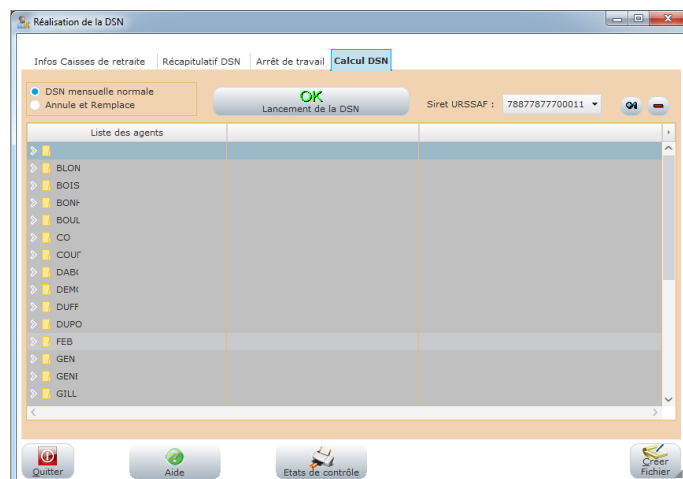 Réalisation de la DSN
Infos Caisses de retraite Récapitulatif DSN Arrêt de travail Calcul DSN
DSN mensuelle normale
Annule et Remplace
OK
Lancement de la DSN
Siret URSSAF : 78877877700011
Liste des agents
BLON
BOIS
BONH
BOUL
CO
COUT
DABO
DEMO
DUFF
DUPO
FEB
GEN
GENI
GILL
Quitter
Aide
Etats de contrôle
Créer
Fichier